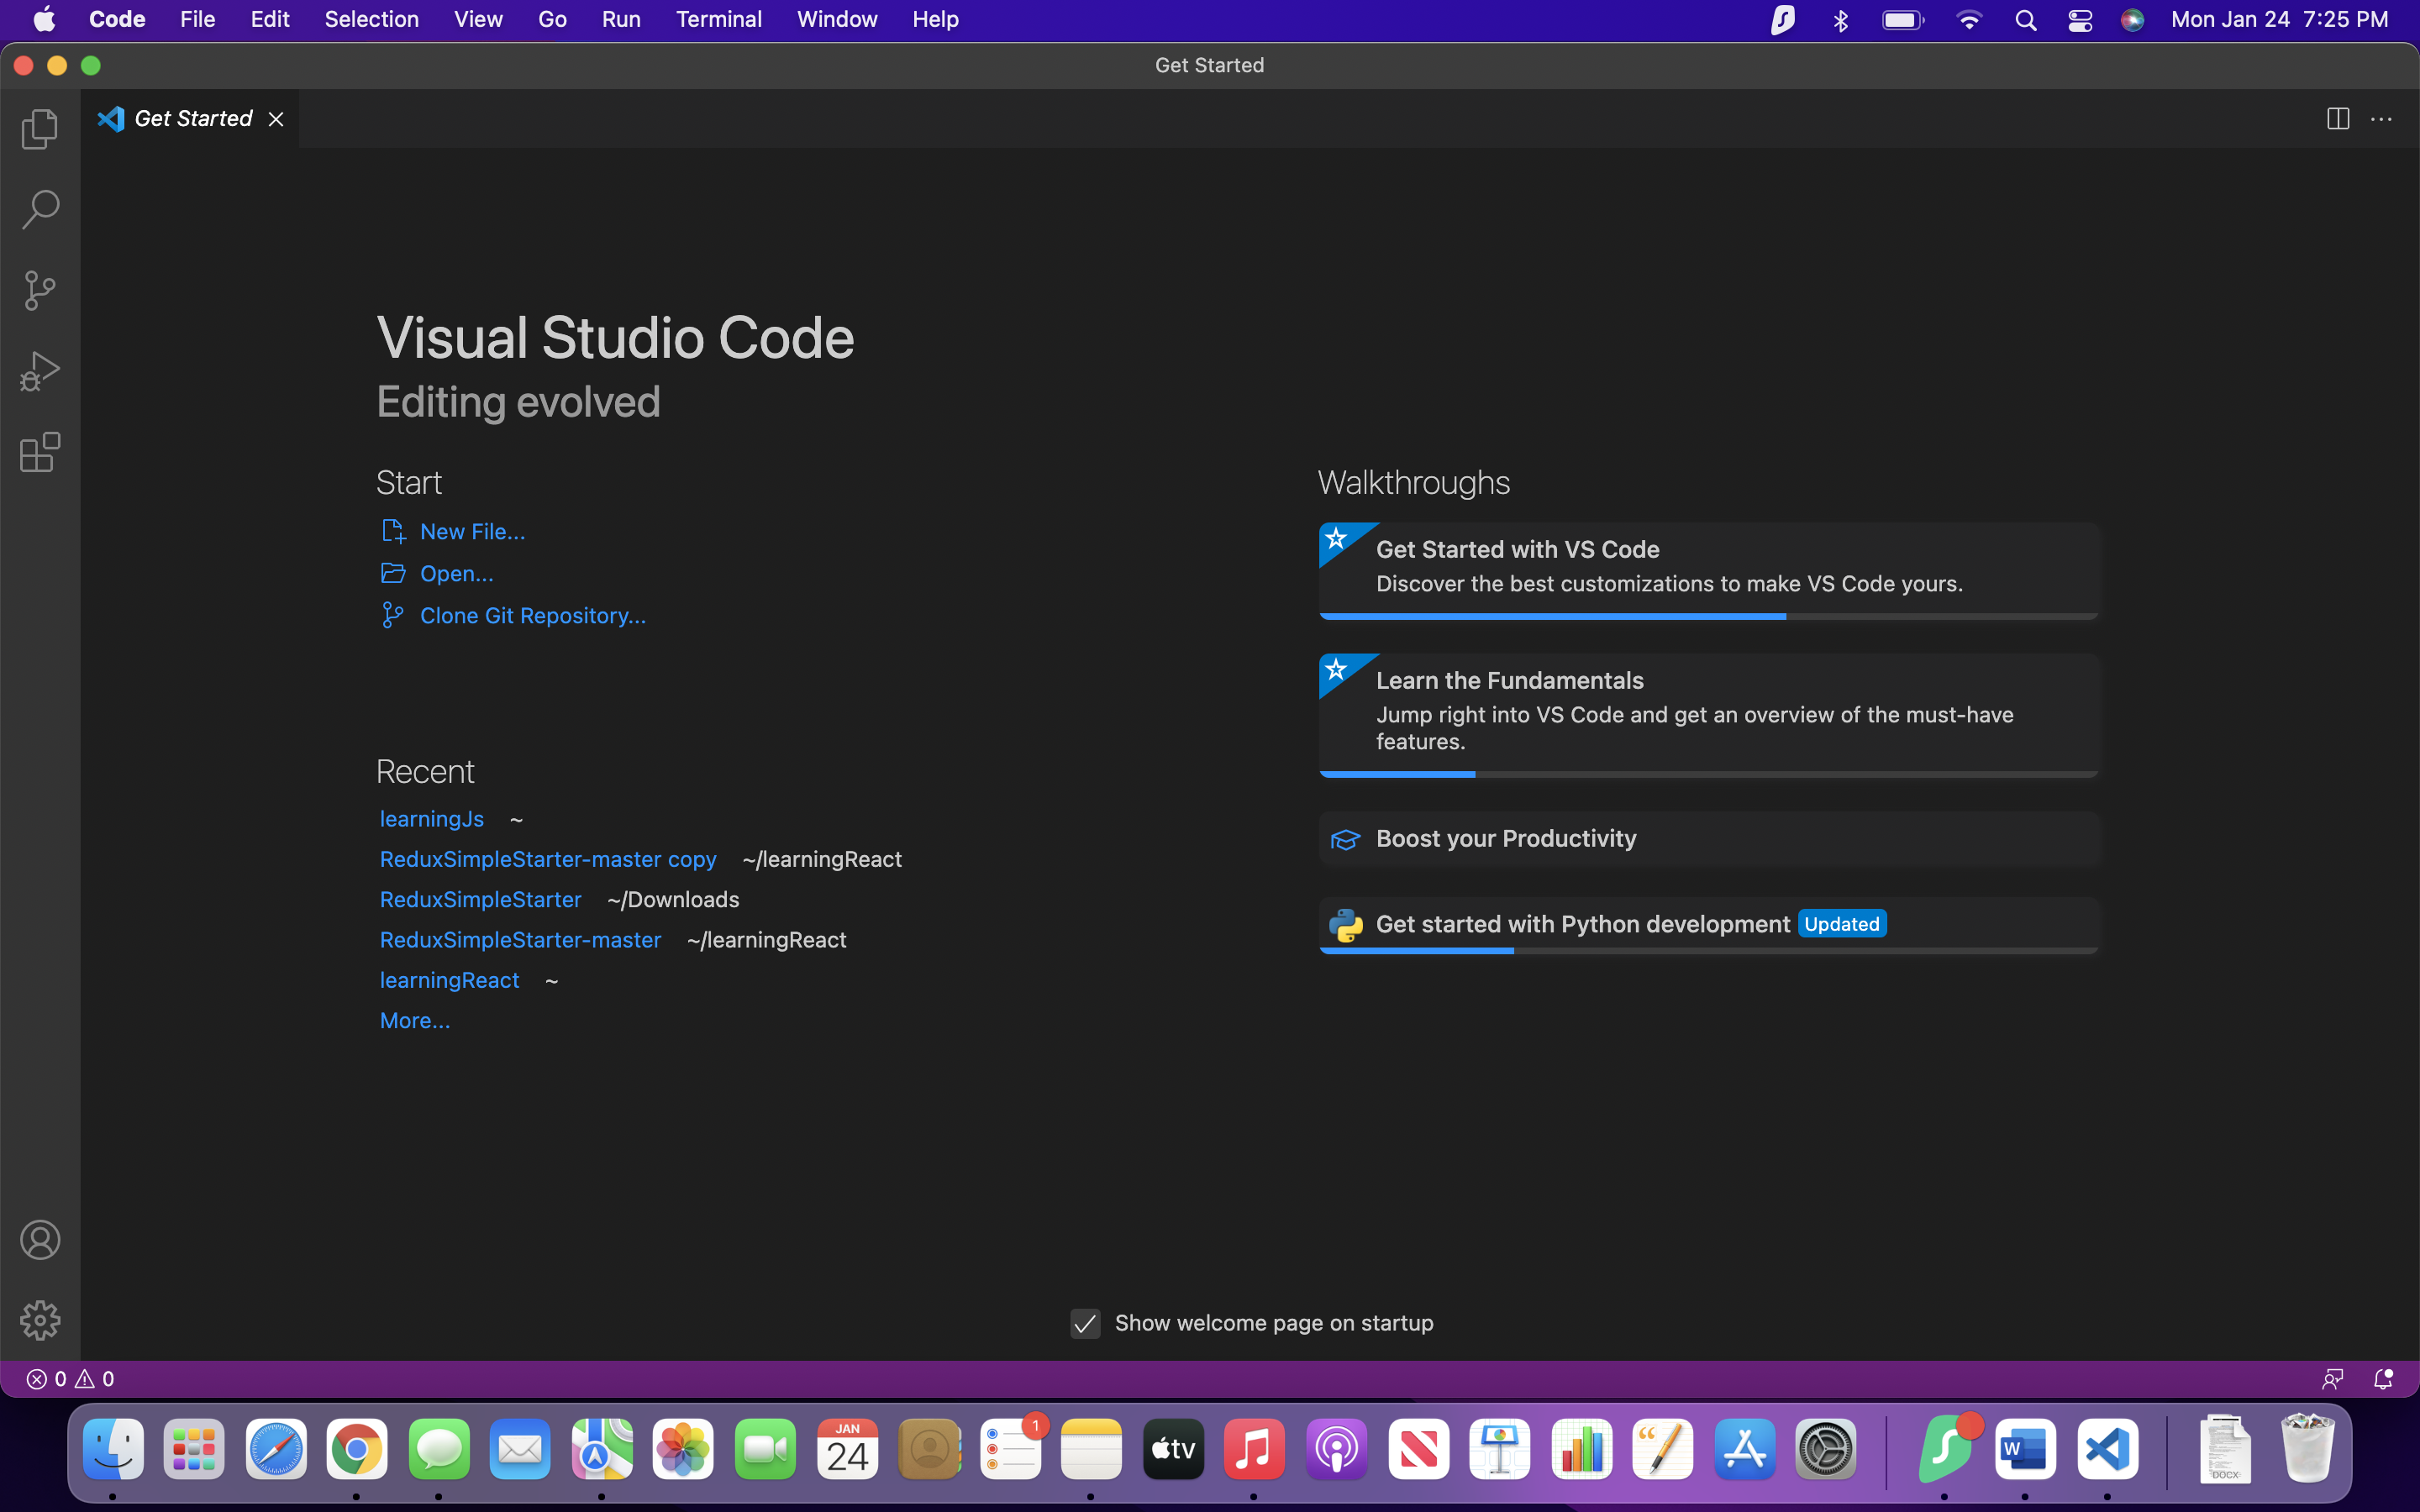 Code File Edit Selection View Go Run Terminal Window Help Mon Jan 24 7:25 PM
Get Started
Get Started
Visual Studio Code
Editing evolved
Start
New File...
Open...
Clone Git Repository...
Recent
learningJs ~
ReduxSimpleStarter-master copy ~/learningReact
ReduxSimpleStarter ~/Downloads
ReduxSimpleStarter-master ~/learningReact
learningReact ~
More...
Walkthroughs
Get Started with VS Code
Discover the best customizations to make VS Code yours.
Learn the Fundamentals
Jump right into VS Code and get an overview of the must-have
features.
Boost your Productivity
Get started with Python development Updated
Show welcome page on startup
0 0
JAN
24
1
tv
W
DOCX